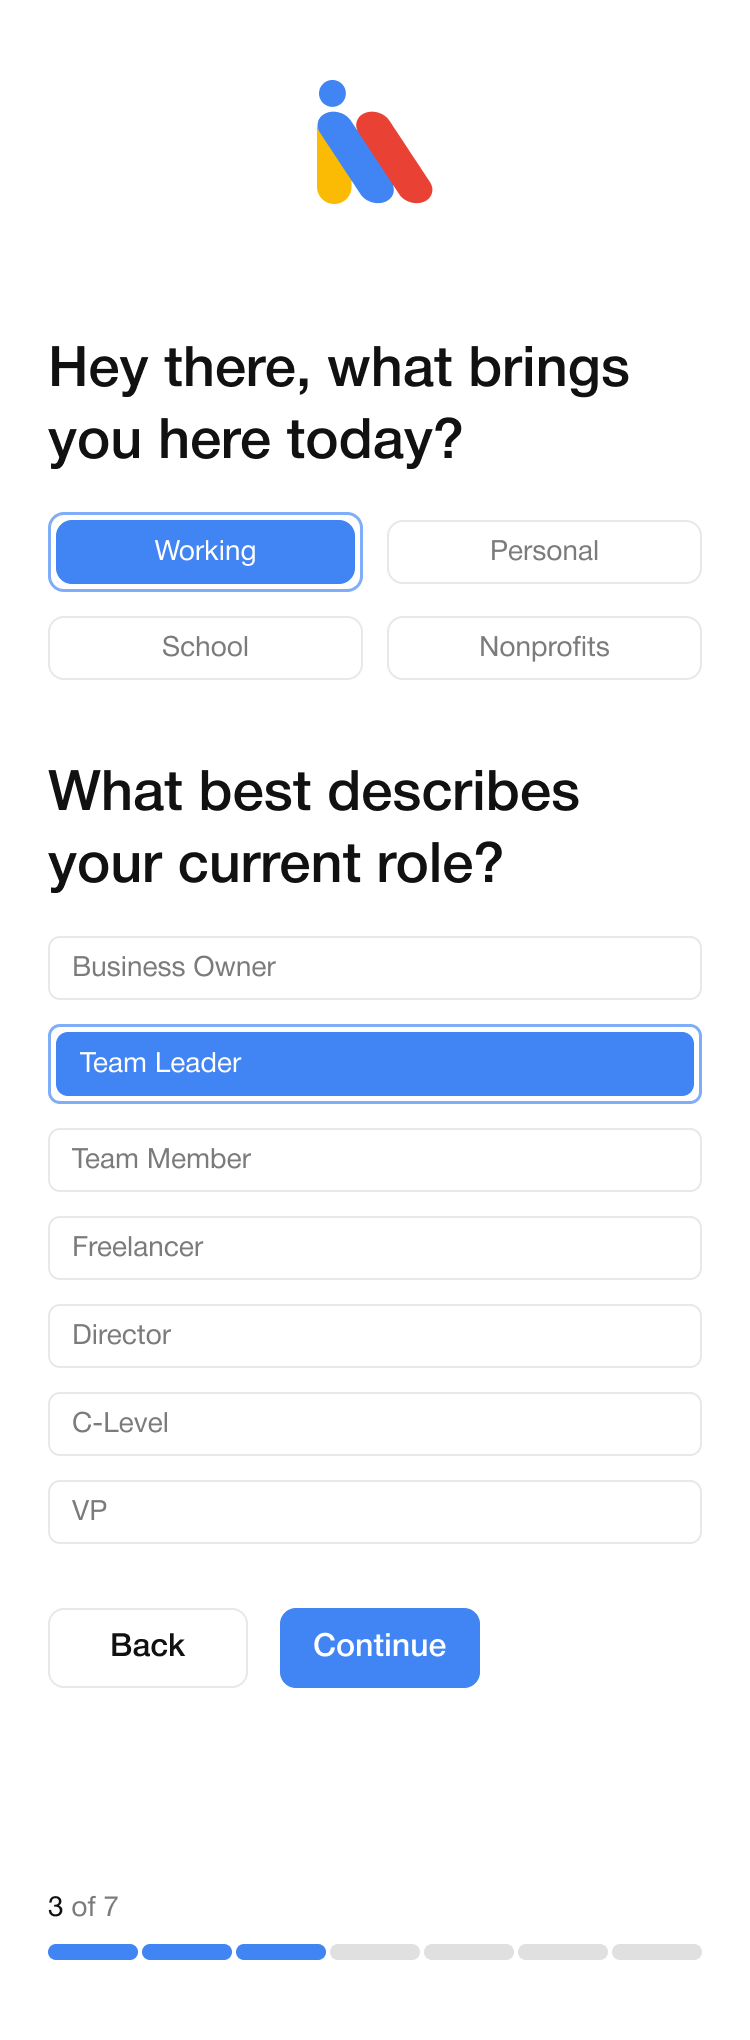 Hey there, what brings
you here today?
Working
Personal
School
Nonprofits
What best describes
your current role?
Business Owner
Team Leader
Team Member
Freelancer
Director
C-Level
VP
Back
Continue
3 of 7